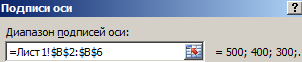 Подписи оси
Диапазон подписей оси:
=Лист1!$B$2:$B$6 = 500; 400; 300;.